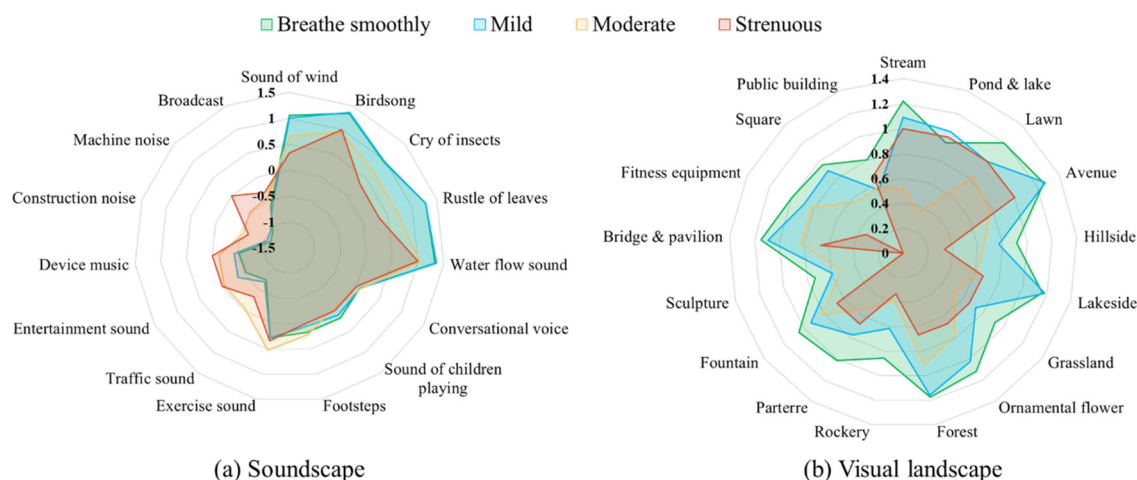 Breathe smoothly Mild Moderate Strenuous
Sound of wind
Birdsong
Cry of insects
Rustle of leaves
Water flow sound
Conversational voice
Sound of children
playing
Footsteps
Exercise sound
Traffic sound
Entertainment sound
Device music
Construction noise
Machine noise
Broadcast
1.5
1
0.5
0
-0.5
-1
-1.5
(a) Soundscape
Stream
Pond & lake
Lawn
Avenue
Hillside
Lakeside
Grassland
Ornamental flower
Forest
Rockery
Parterre
Fountain
Sculpture
Bridge & pavilion
Fitness equipment
Square
Public building
1.4
1.2
1
0.8
0.6
0.4
0.2
0
(b) Visual landscape